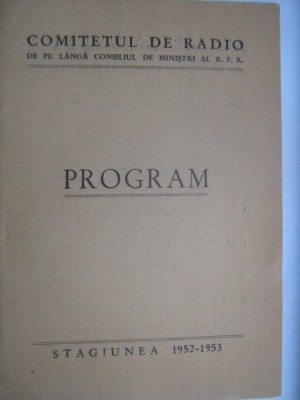 COMITETUL DE RADIO
DE PE LÂNGĂ CONSILIUL DE MINIȘTRI AL R. P. R.
PROGRAM
STAGIUNEA 1952-1953